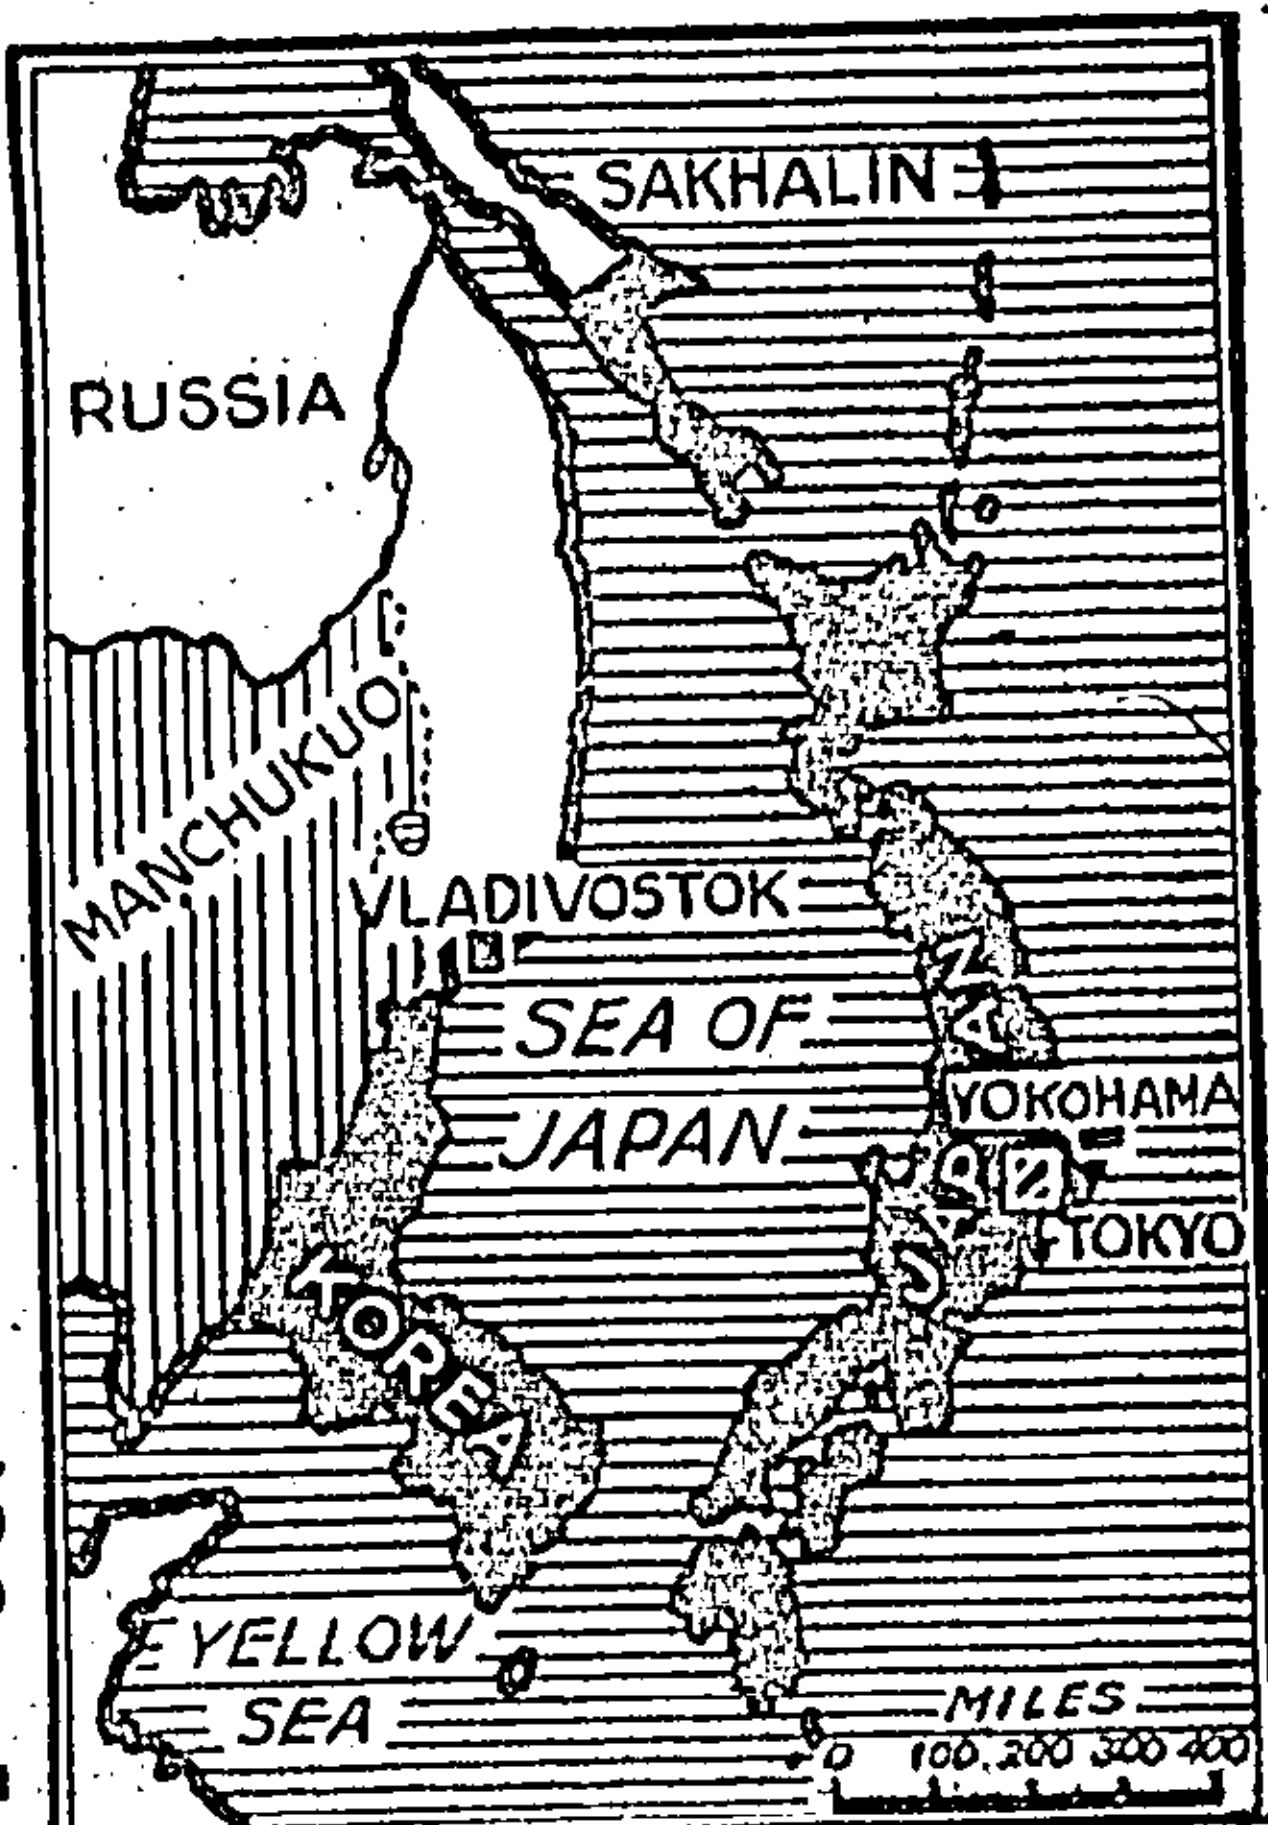 SAKHALIN
RUSSIA
MANCHUKUO
VLADIVOSTOK
SEA OF
JAPAN
JAPAN
YOKOHAMA
TOKYO
KOREA
YELLOW
SEA
MILES
0 100 200 300 400